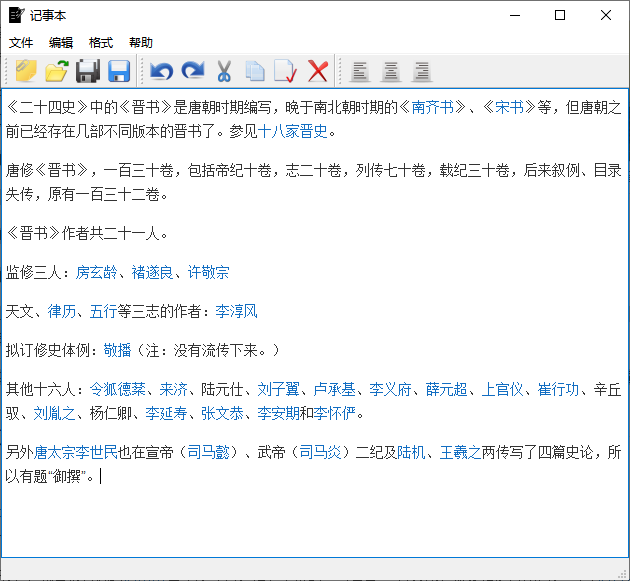 记事本
文件 编辑 格式 帮助
《二十四史》中的《晋书》是唐朝时期编写，晚于南北朝时期的《南齐书》、《宋书》等，但唐朝之
前已经存在几部不同版本的晋书了。参见十八家晋史。
唐修《晋书》，一百三十卷，包括帝纪十卷，志二十卷，列传七十卷，载纪三十卷，后来叙例、目录
失传，原有一百三十二卷。
《晋书》作者共二十一人。
监修三人：房玄龄、褚遂良、许敬宗
天文、律历、五行等三志的作者：李淳风
拟订修史体例：敬播（注：没有流传下来。）
其他十六人：令狐德棻、来济、陆元仕、刘子翼、卢承基、李义府、薛元超、上官仪、崔行功、辛丘
驭、刘胤之、杨仁卿、李延寿、张文恭、李安期和李怀俨。
另外唐太宗李世民也在宣帝（司马懿）、武帝（司马炎）二纪及陆机、王羲之两传写了四篇史论，所
以有题“御撰”。